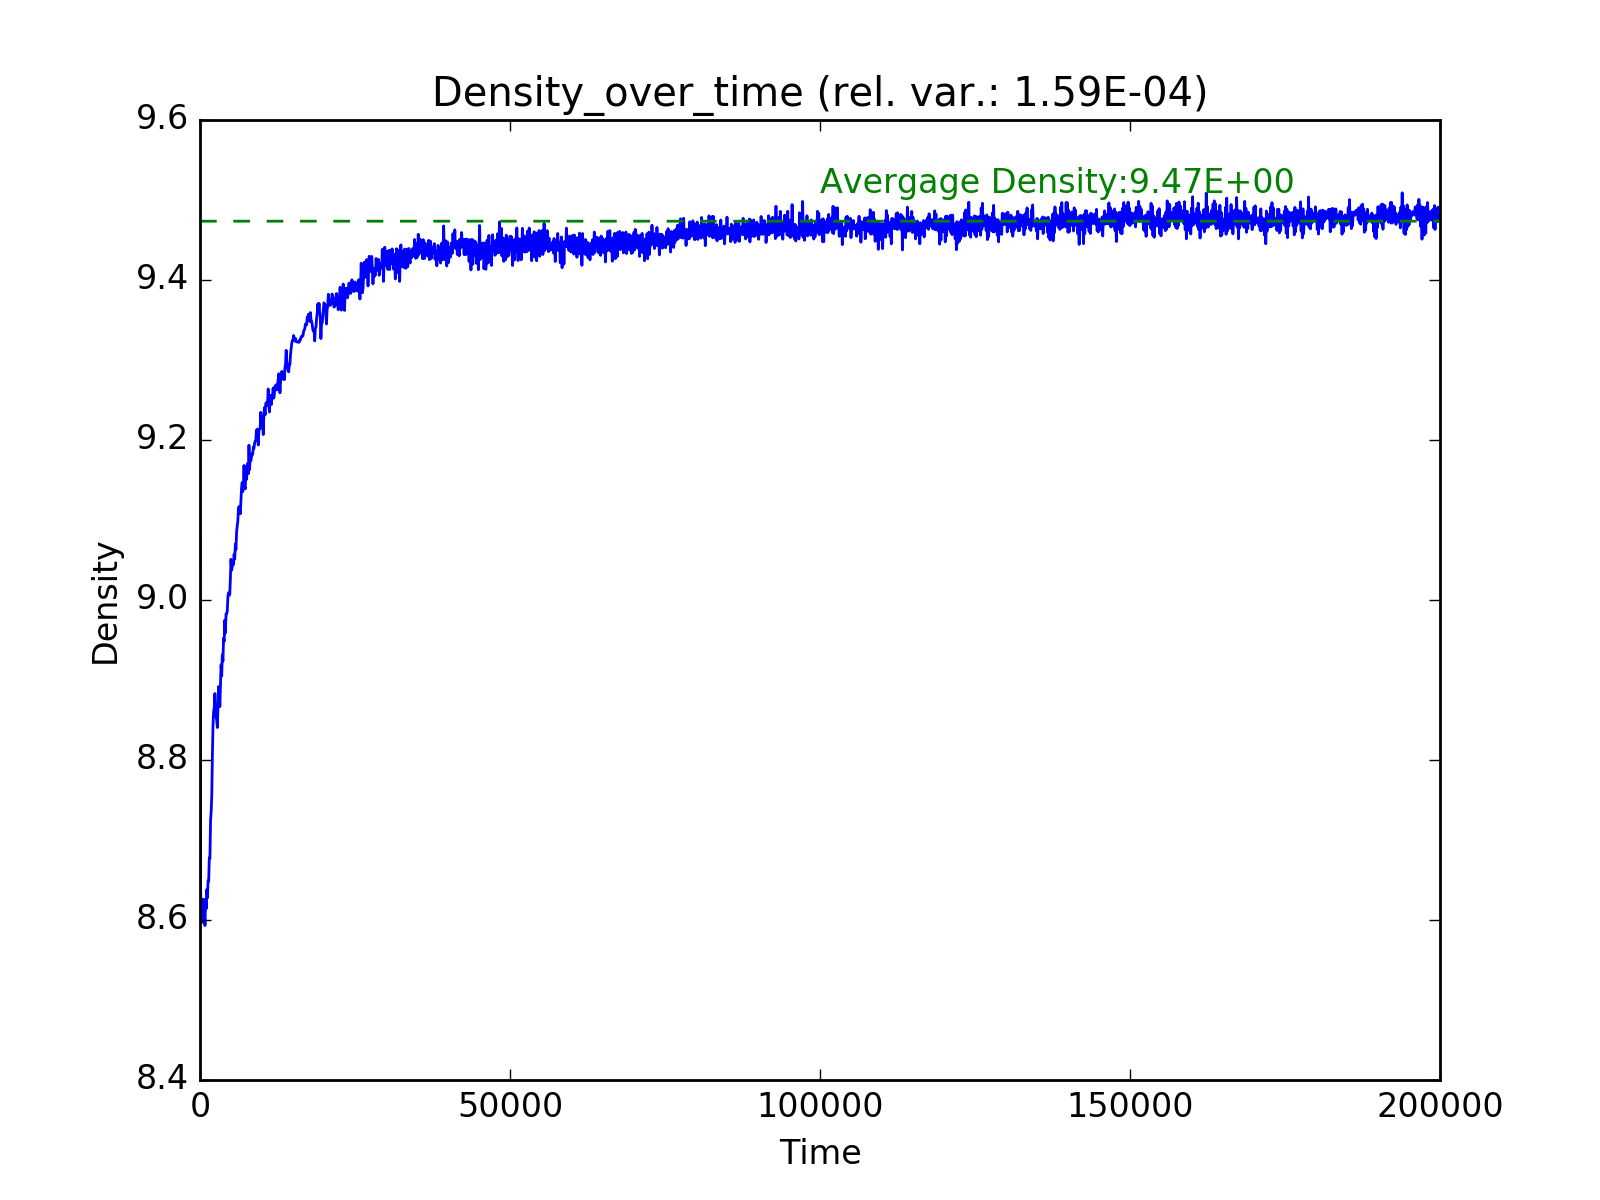 Density_over_time (rel. var.: 1.59E-04)
9.6
Avergage Density:9.47E+00
9.4
9.2
9.0
Density
8.8
8.6
8.4
0 50000 100000 150000 200000
Time